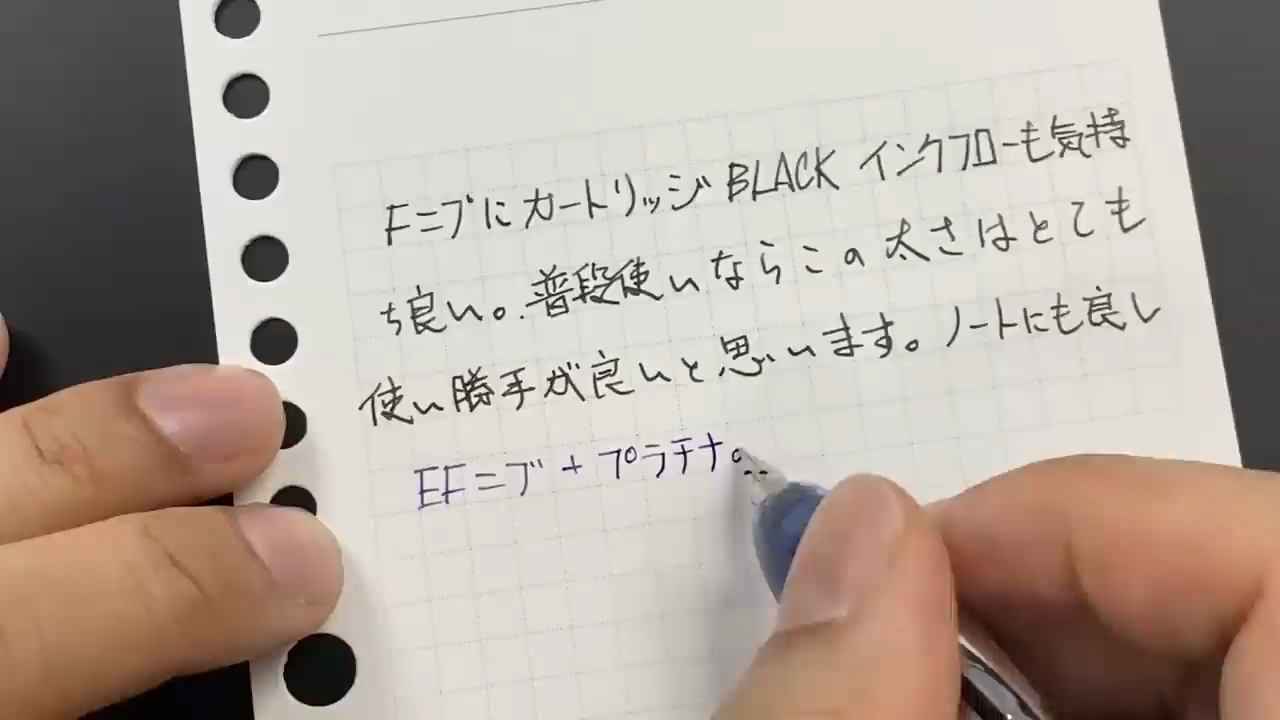 Fニブにカートリッジ BLACK インクフローも気持
ち良い。普段使いならこの太さはとても
使い勝手が良いと思います。ノートにも良し
EFニブ + プラチナ。